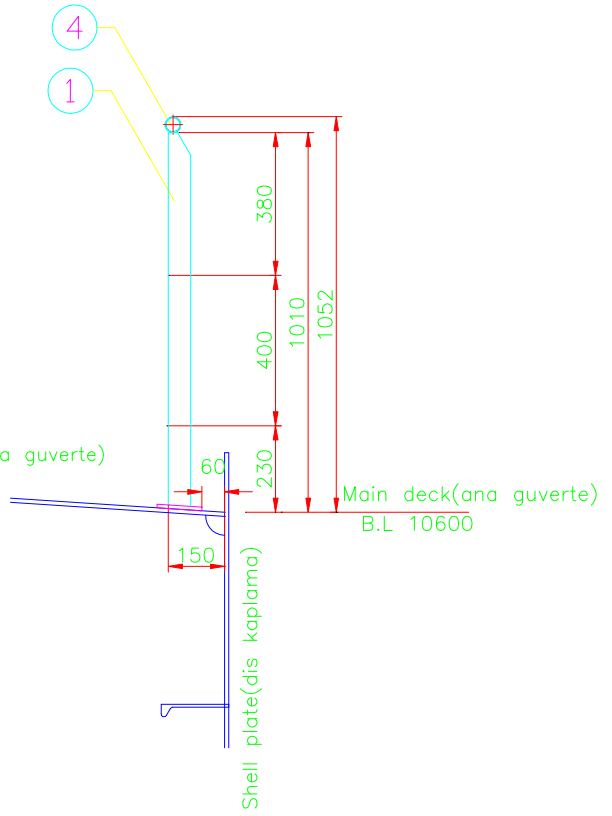 4
1
380
1010
1052
400
a guverte)
60
230
Main deck(ana guverte)
B.L 10600
150
Shell plate(dis kaplama)